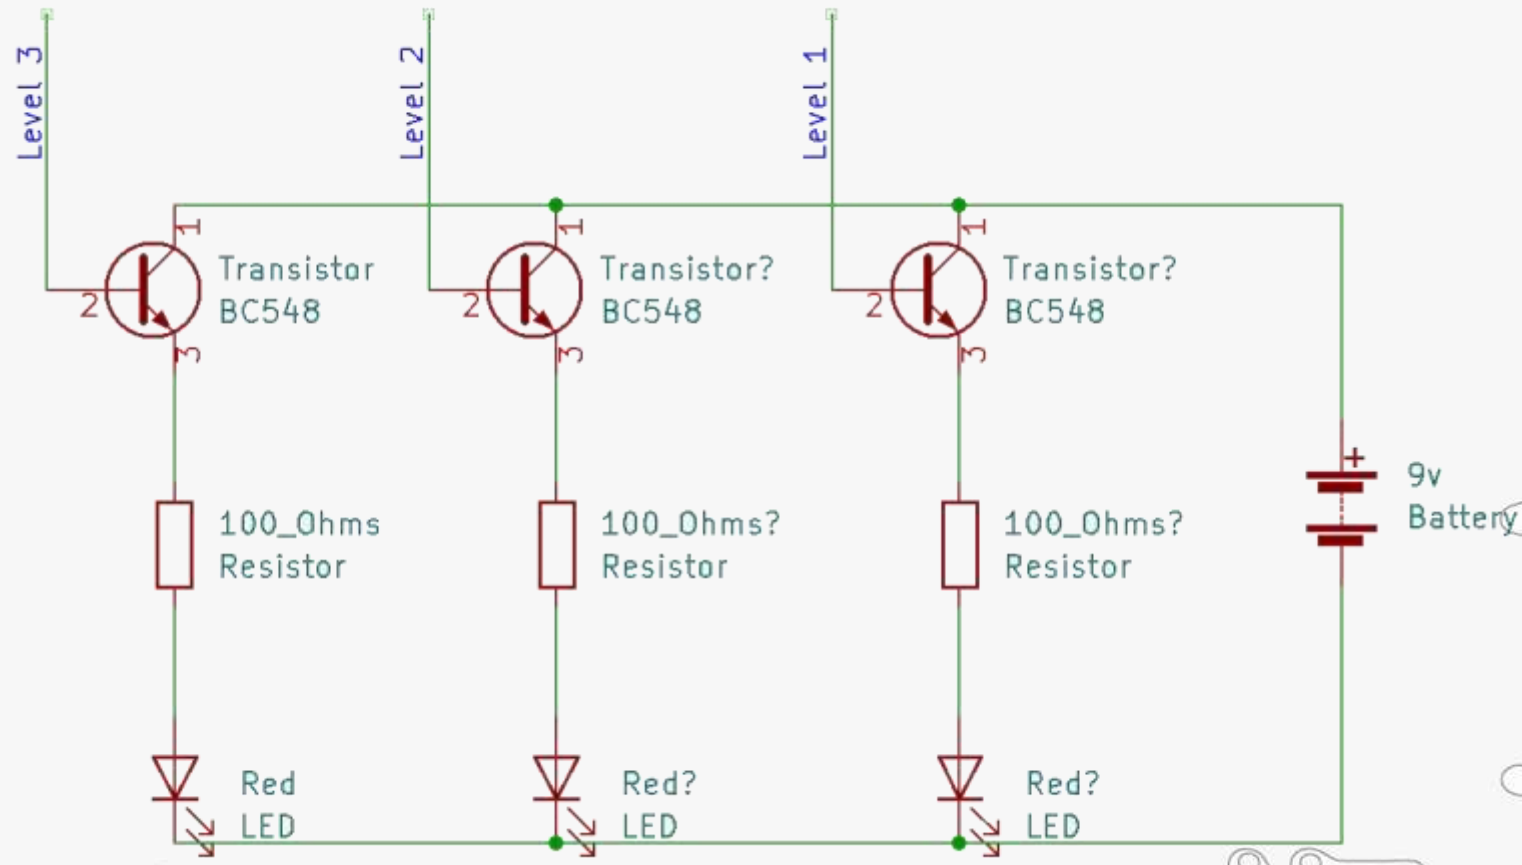 Level 3
Level 2
Level 1
1
1
1
Transistor
BC548
Transistor?
BC548
Transistor?
BC548
2
2
2
3
3
3
+
9v
Battery
100_Ohms
Resistor
100_Ohms?
Resistor
100_Ohms?
Resistor
Red
LED
Red?
LED
Red?
LED